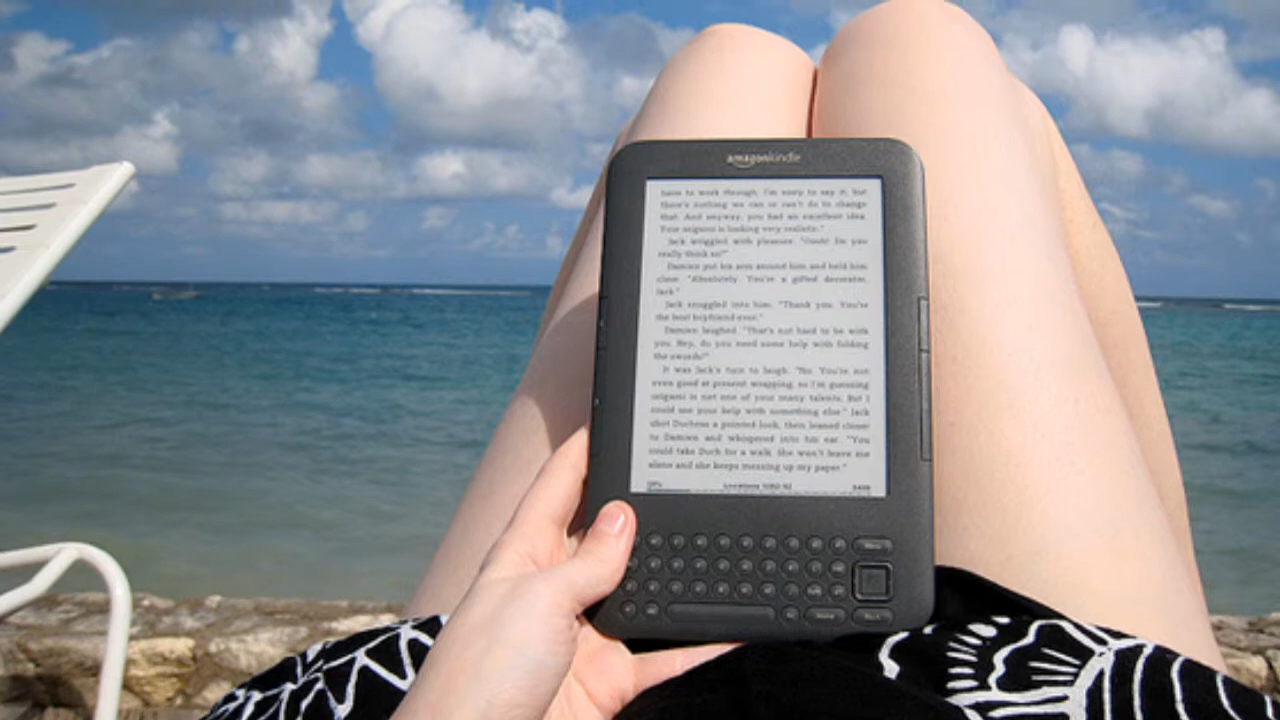 amazonkindle
have to work through. I'm sorry to say it, but
there's nothing we can or can't do to change
that. And anyway, you had an excellent idea.
Your origami is looking very realistic."
Jack wriggled with pleasure. "Oooh! Do you
really think so?"
Damien put his arm around him and held him
close. "Absolutely. You're a gifted decorator,
Jack."
Jack snuggled into him. "Thank you. You're
the best boyfriend ever."
Damien laughed. "That's not hard to be with
you. Hey, do you need some help with folding
the swords?"
It was Jack's turn to laugh. "No. You're not
even good at present wrapping, so I'm guessing
origami is not one of your many talents. But I
could use your help with something else." Jack
shot Duchess a pointed look, then leaned closer
to Damien and whispered into his ear. "You
could take Duch for a walk. She won't leave me
alone and she keeps messing up my paper."
Locations
Menu
Home
Back